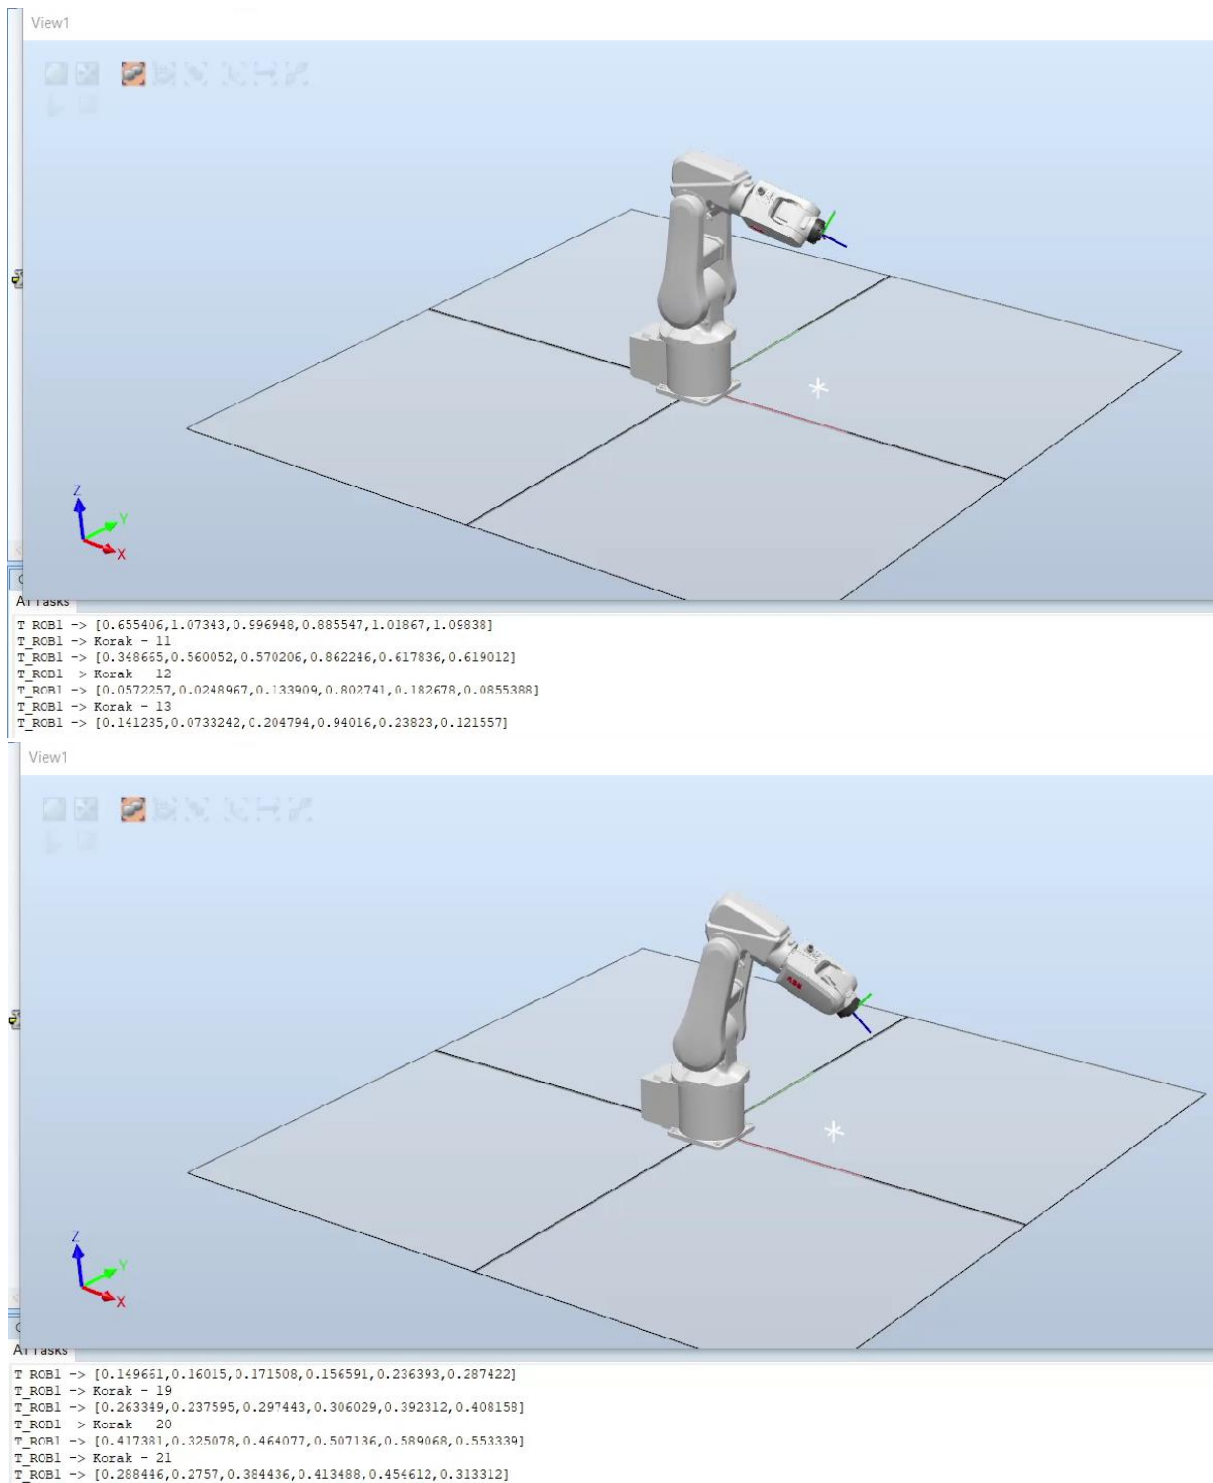 View1
Z
Y
X
All Tasks
T_ROB1 -> [0.655406,1.07343,0.996948,0.885547,1.01867,1.09838]
T_ROB1 -> Korak - 11
T_ROB1 -> [0.348665,0.560052,0.570206,0.862246,0.617836,0.619012]
T_ROB1 -> Korak - 12
T_ROB1 -> [0.0572257,0.0248967,0.133909,0.802741,0.182678,0.0855388]
T_ROB1 -> Korak - 13
T_ROB1 -> [0.141235,0.0733242,0.204794,0.94016,0.23823,0.121557]
View1
ABB
Z
Y
X
All Tasks
T_ROB1 -> [0.149661,0.16015,0.171508,0.156591,0.236393,0.287422]
T_ROB1 -> Korak - 19
T_ROB1 -> [0.263349,0.237595,0.297443,0.306029,0.392312,0.408158]
T_ROB1 -> Korak - 20
T_ROB1 -> [0.417381,0.325078,0.464077,0.507136,0.589068,0.553339]
T_ROB1 -> Korak - 21
T_ROB1 -> [0.288446,0.2757,0.384436,0.413488,0.454612,0.313312]